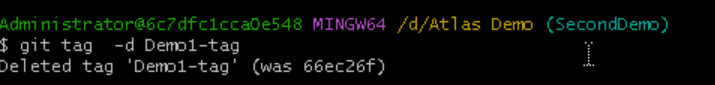 Administrator@6c7dfc1cca0e548 MINGW64 /d/Atlas Demo (SecondDemo)
$ git tag  -d Demo1-tag
Deleted tag 'Demo1-tag' (was 66ec26f)